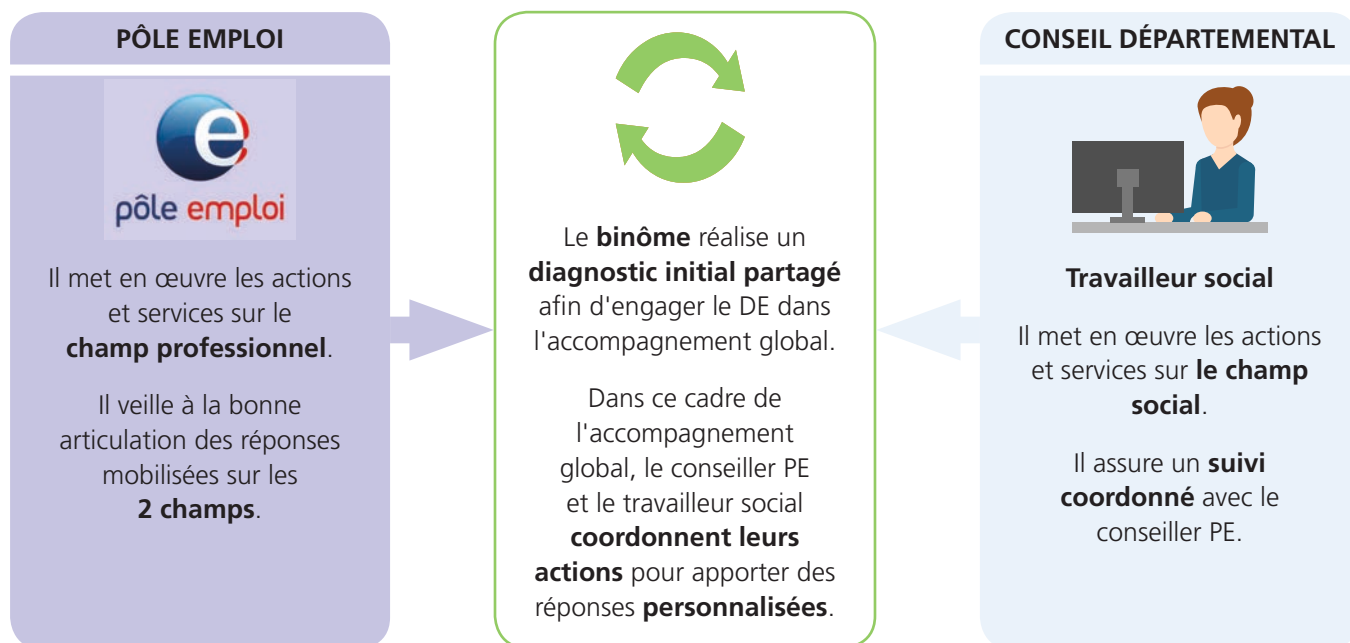 PÔLE EMPLOI
pôle emploi
Il met en œuvre les actions
et services sur le
champ professionnel.
Il veille à la bonne
articulation des réponses
mobilisées sur les
2 champs.
Le binôme réalise un
diagnostic initial partagé
afin d'engager le DE dans
l'accompagnement global.
Dans ce cadre de
l'accompagnement
global, le conseiller PE
et le travailleur social
coordonnent leurs
actions pour apporter des
réponses personnalisées.
CONSEIL DÉPARTEMENTAL
Travailleur social
Il met en œuvre les actions
et services sur le champ
social.
Il assure un suivi
coordonné avec le
conseiller PE.